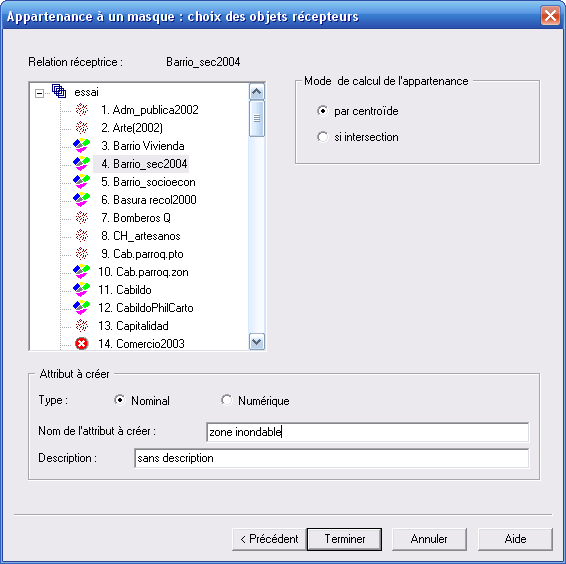 Appartenance à un masque : choix des objets récepteurs
Relation réceptrice : Barrio_sec2004
essai
1. Adm_publica2002
2. Arte(2002)
3. Barrio Vivienda
4. Barrio_sec2004
5. Barrio_socioecon
6. Basura recol2000
7. Bomberos Q
8. CH_artesanos
9. Cab.parroq.pto
10. Cab.parroq.zon
11. Cabildo
12. CabildoPhilCarto
13. Capitalidad
14. Comercio2003
Mode de calcul de l'appartenance
par centroïde
si intersection
Attribut à créer
Type : Nominal Numérique
Nom de l'attribut à créer : zone inondable
Description : sans description
< Précédent Terminer Annuler Aide